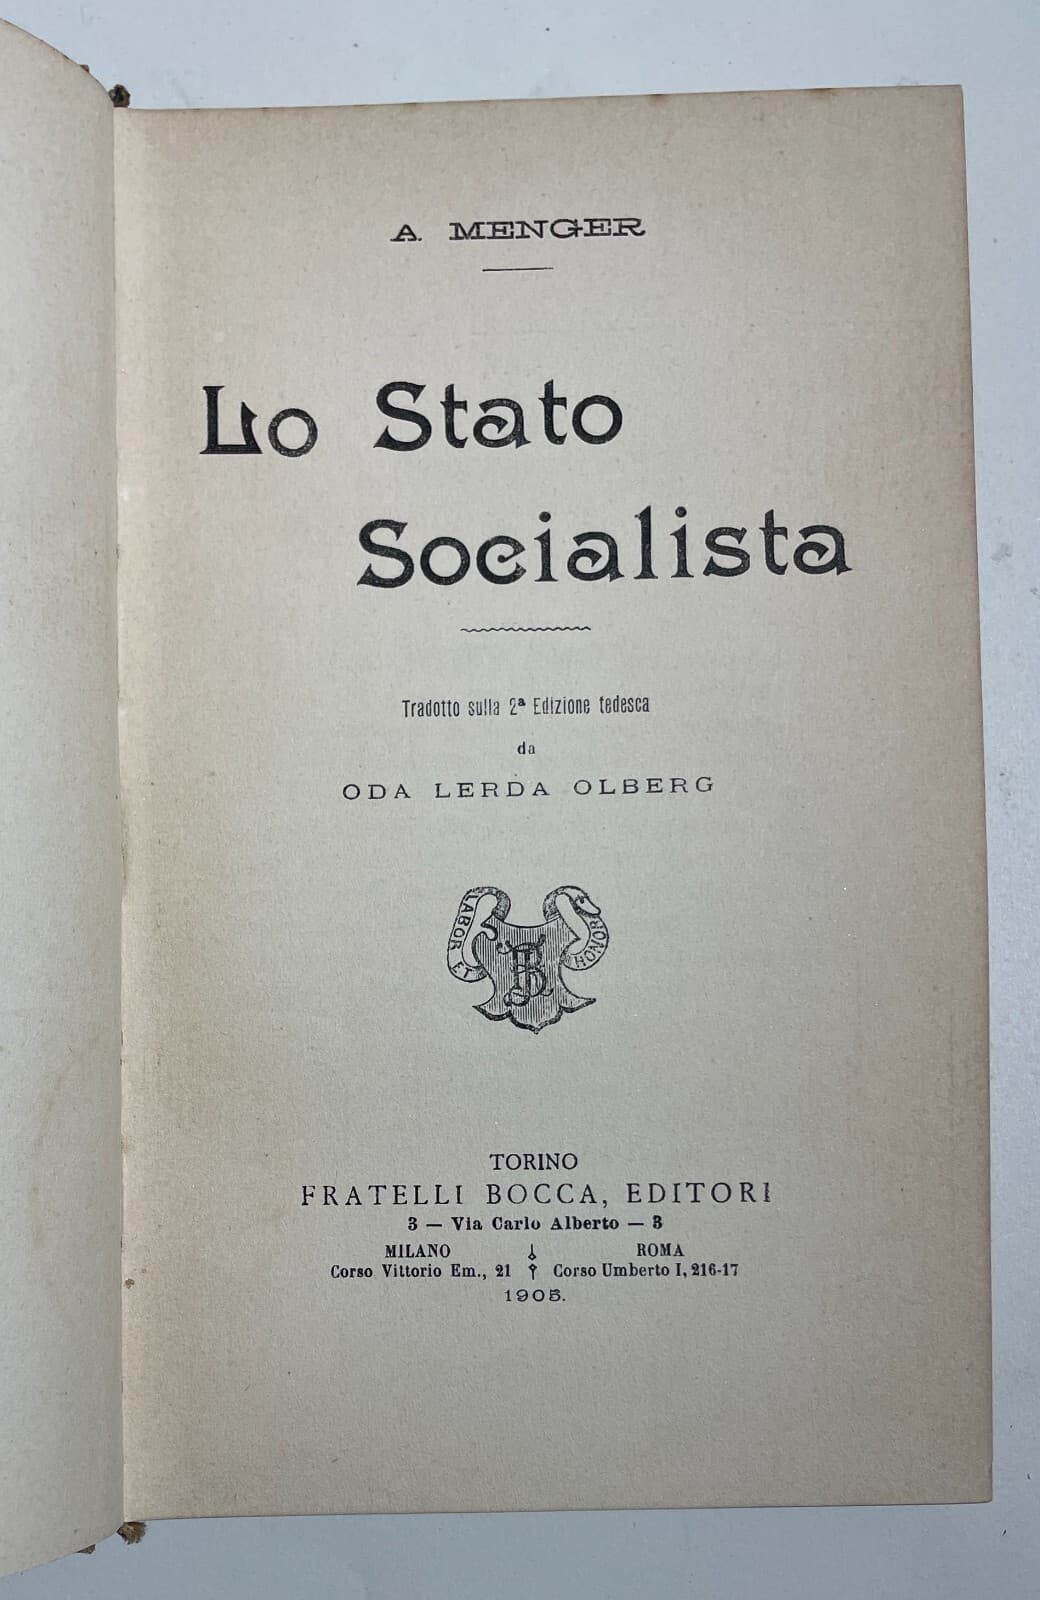 A. MENGER
Lo Stato
Socialista
Tradotto sulla 2ª Edizione tedesca
da
ODA LERDA OLBERG
LABOR ET HONOR
TORINO
FRATELLI BOCCA, EDITORI
3 — Via Carlo Alberto — 3
MILANO ROMA
Corso Vittorio Em., 21 Corso Umberto I, 216-17
1905.